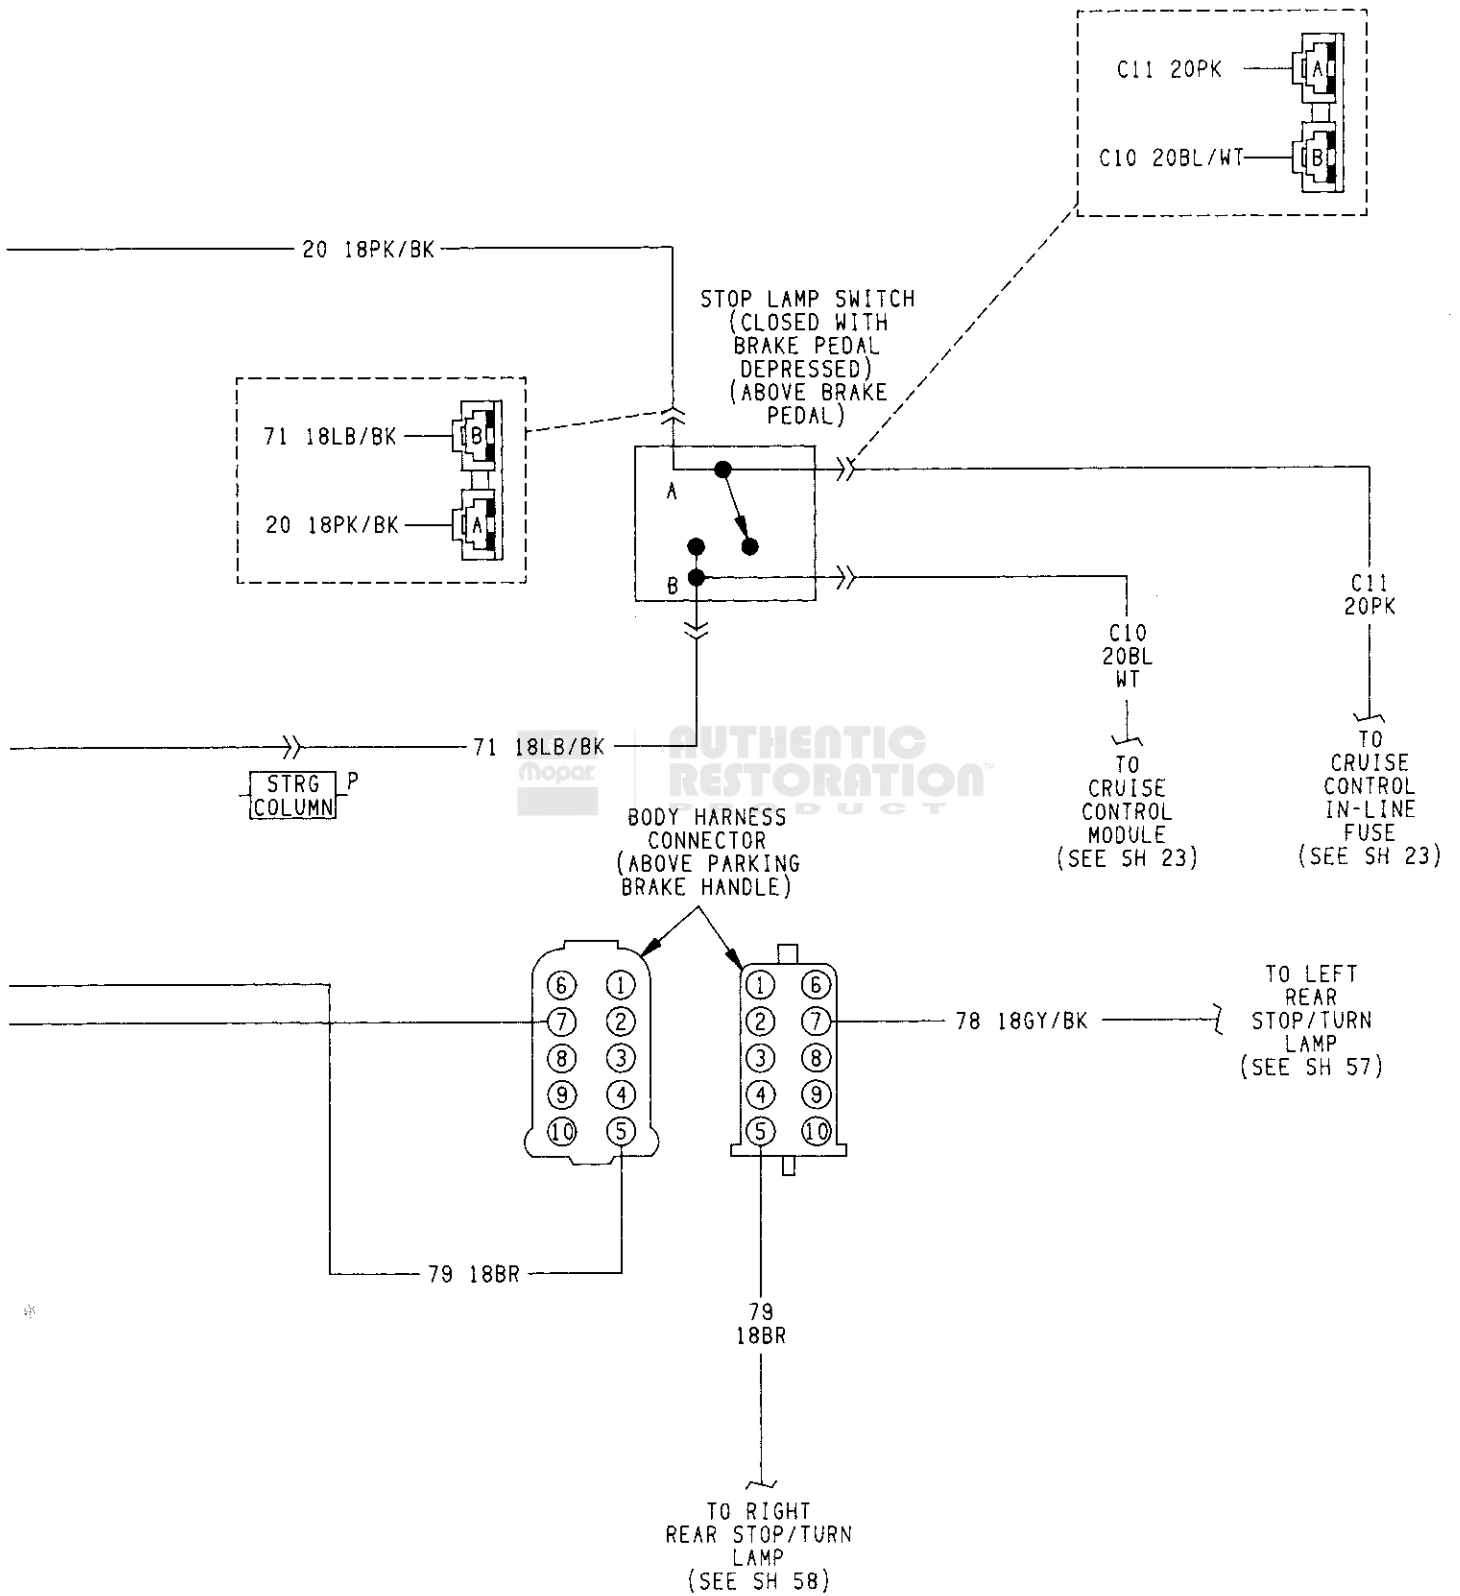 C11 20PK
A
C10 20BL/WT
B
20 18PK/BK
STOP LAMP SWITCH
(CLOSED WITH
BRAKE PEDAL
DEPRESSED)
(ABOVE BRAKE
PEDAL)
71 18LB/BK
B
20 18PK/BK
A
A
B
C11
20PK
C10
20BL
WT
71 18LB/BK
STRG
COLUMN
P
Mopar
AUTHENTIC
RESTORATION™
PRODUCT
TO
CRUISE
CONTROL
MODULE
(SEE SH 23)
TO
CRUISE
CONTROL
IN-LINE
FUSE
(SEE SH 23)
BODY HARNESS
CONNECTOR
(ABOVE PARKING
BRAKE HANDLE)
6 1
7 2
8 3
9 4
10 5
1 6
2 7
3 8
4 9
5 10
78 18GY/BK
TO LEFT
REAR
STOP/TURN
LAMP
(SEE SH 57)
79 18BR
79
18BR
TO RIGHT
REAR STOP/TURN
LAMP
(SEE SH 58)